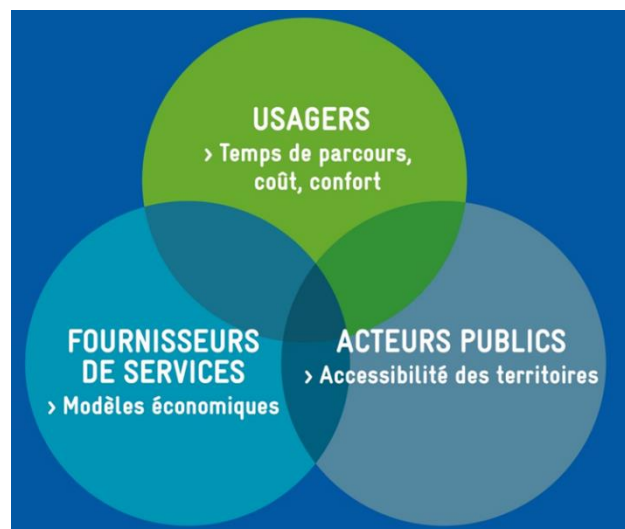 USAGERS
› Temps de parcours,
coût, confort
FOURNISSEURS
DE SERVICES
› Modèles économiques
ACTEURS PUBLICS
› Accessibilité des territoires